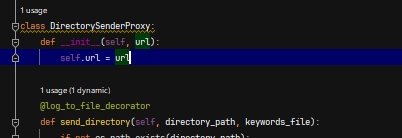 1 usage
class DirectorySenderProxy:
def __init__(self, url):
self.url = url
1 usage (1 dynamic)
@log_to_file_decorator
def send_directory(self, directory_path, keywords_file):
if not os.path.exists(directory_path):